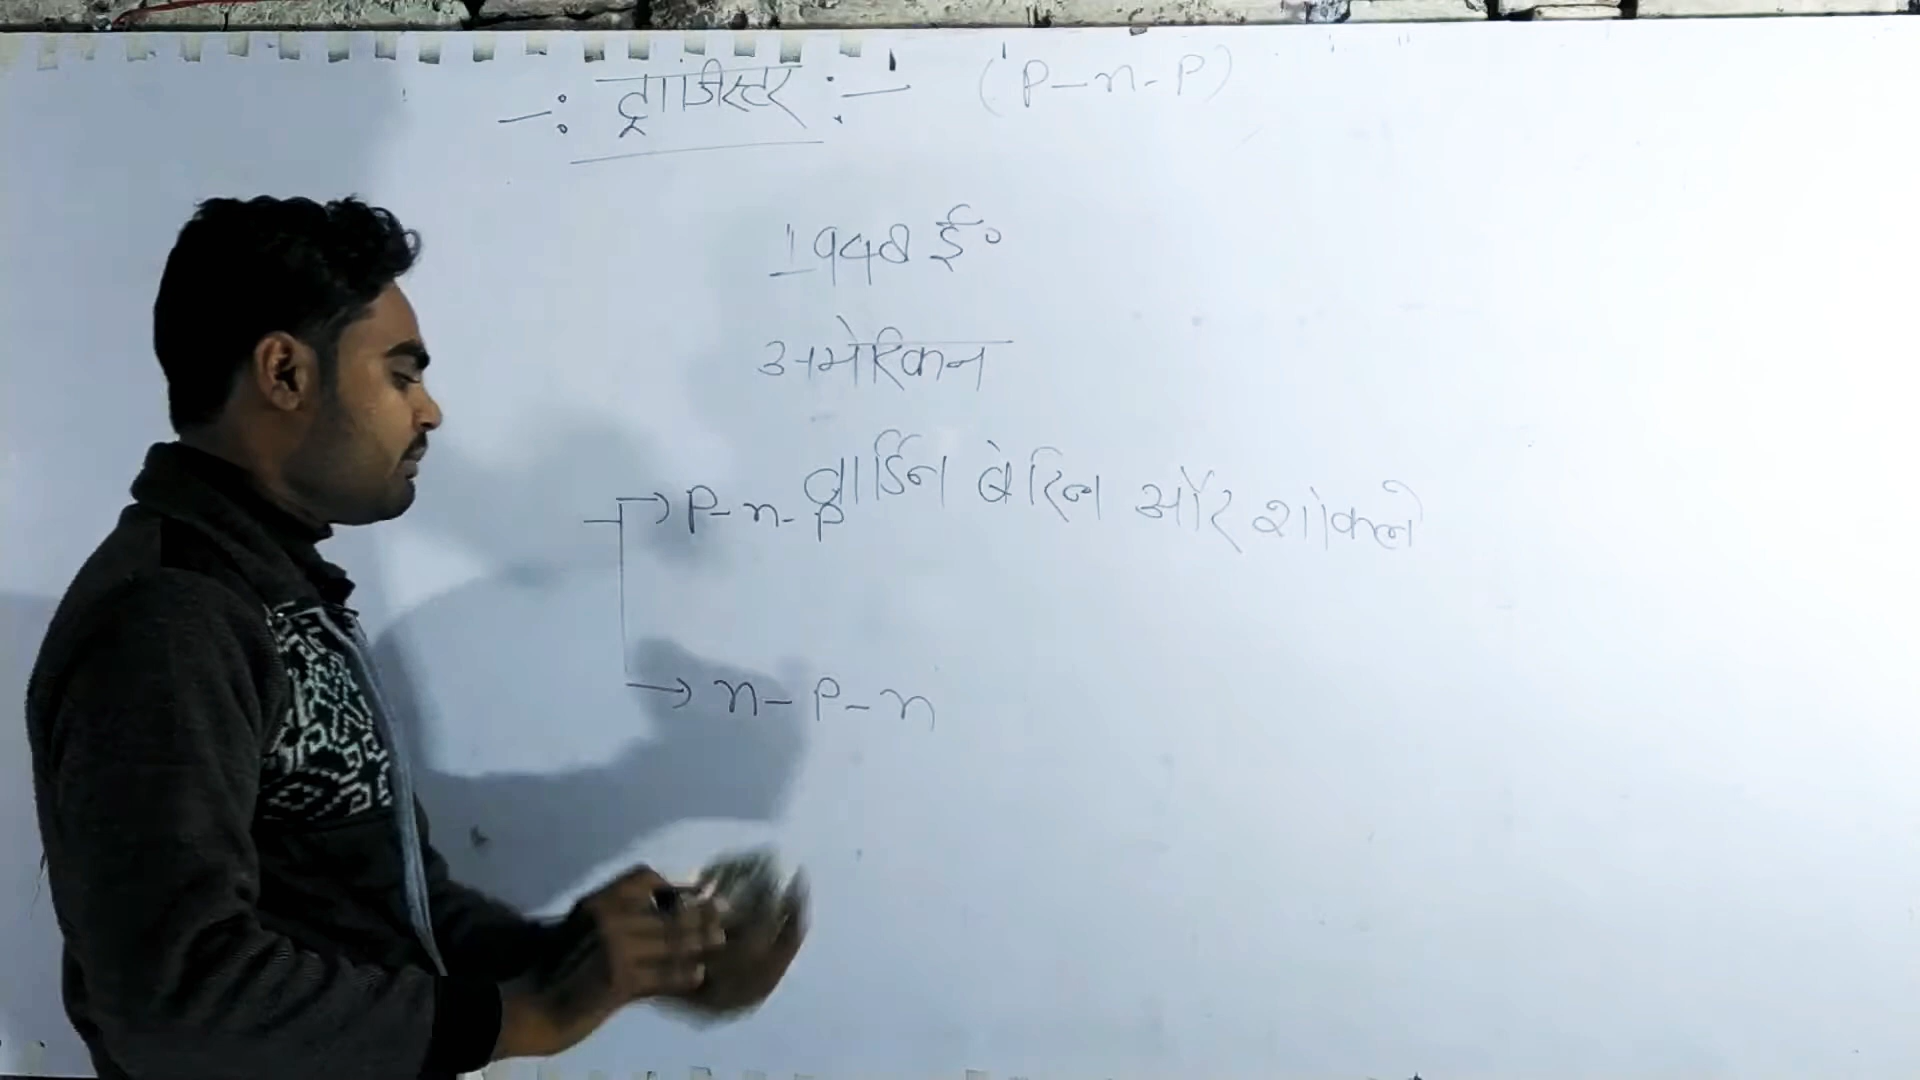 -: ट्रांजिस्टर :- (P-n-P)
1948 ई०
अमेरिकन
बार्डिन बेरिन और शांकले
→ P-n-P
→ n-P-n